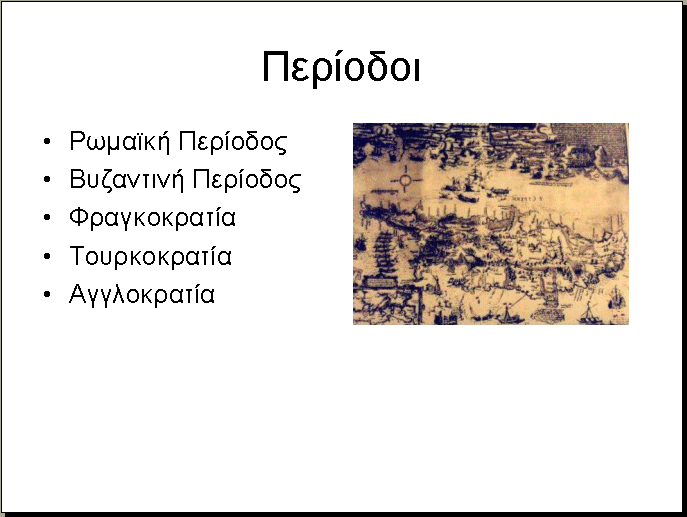 Περίοδοι
• Ρωμαϊκή Περίοδος
• Βυζαντινή Περίοδος
• Φραγκοκρατία
• Τουρκοκρατία
• Αγγλοκρατία